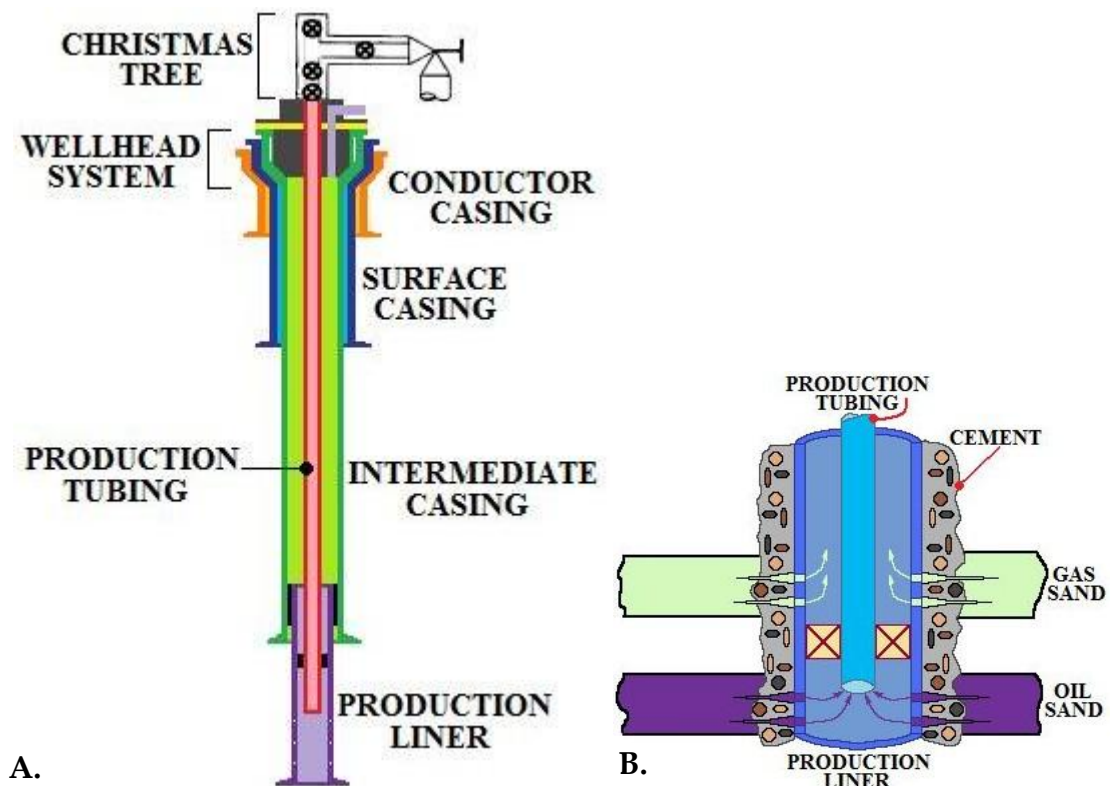 CHRISTMAS
TREE
WELLHEAD
SYSTEM
CONDUCTOR
CASING
SURFACE
CASING
PRODUCTION
TUBING
INTERMEDIATE
CASING
PRODUCTION
LINER
A.
PRODUCTION
TUBING
CEMENT
GAS
SAND
OIL
SAND
PRODUCTION
LINER
B.